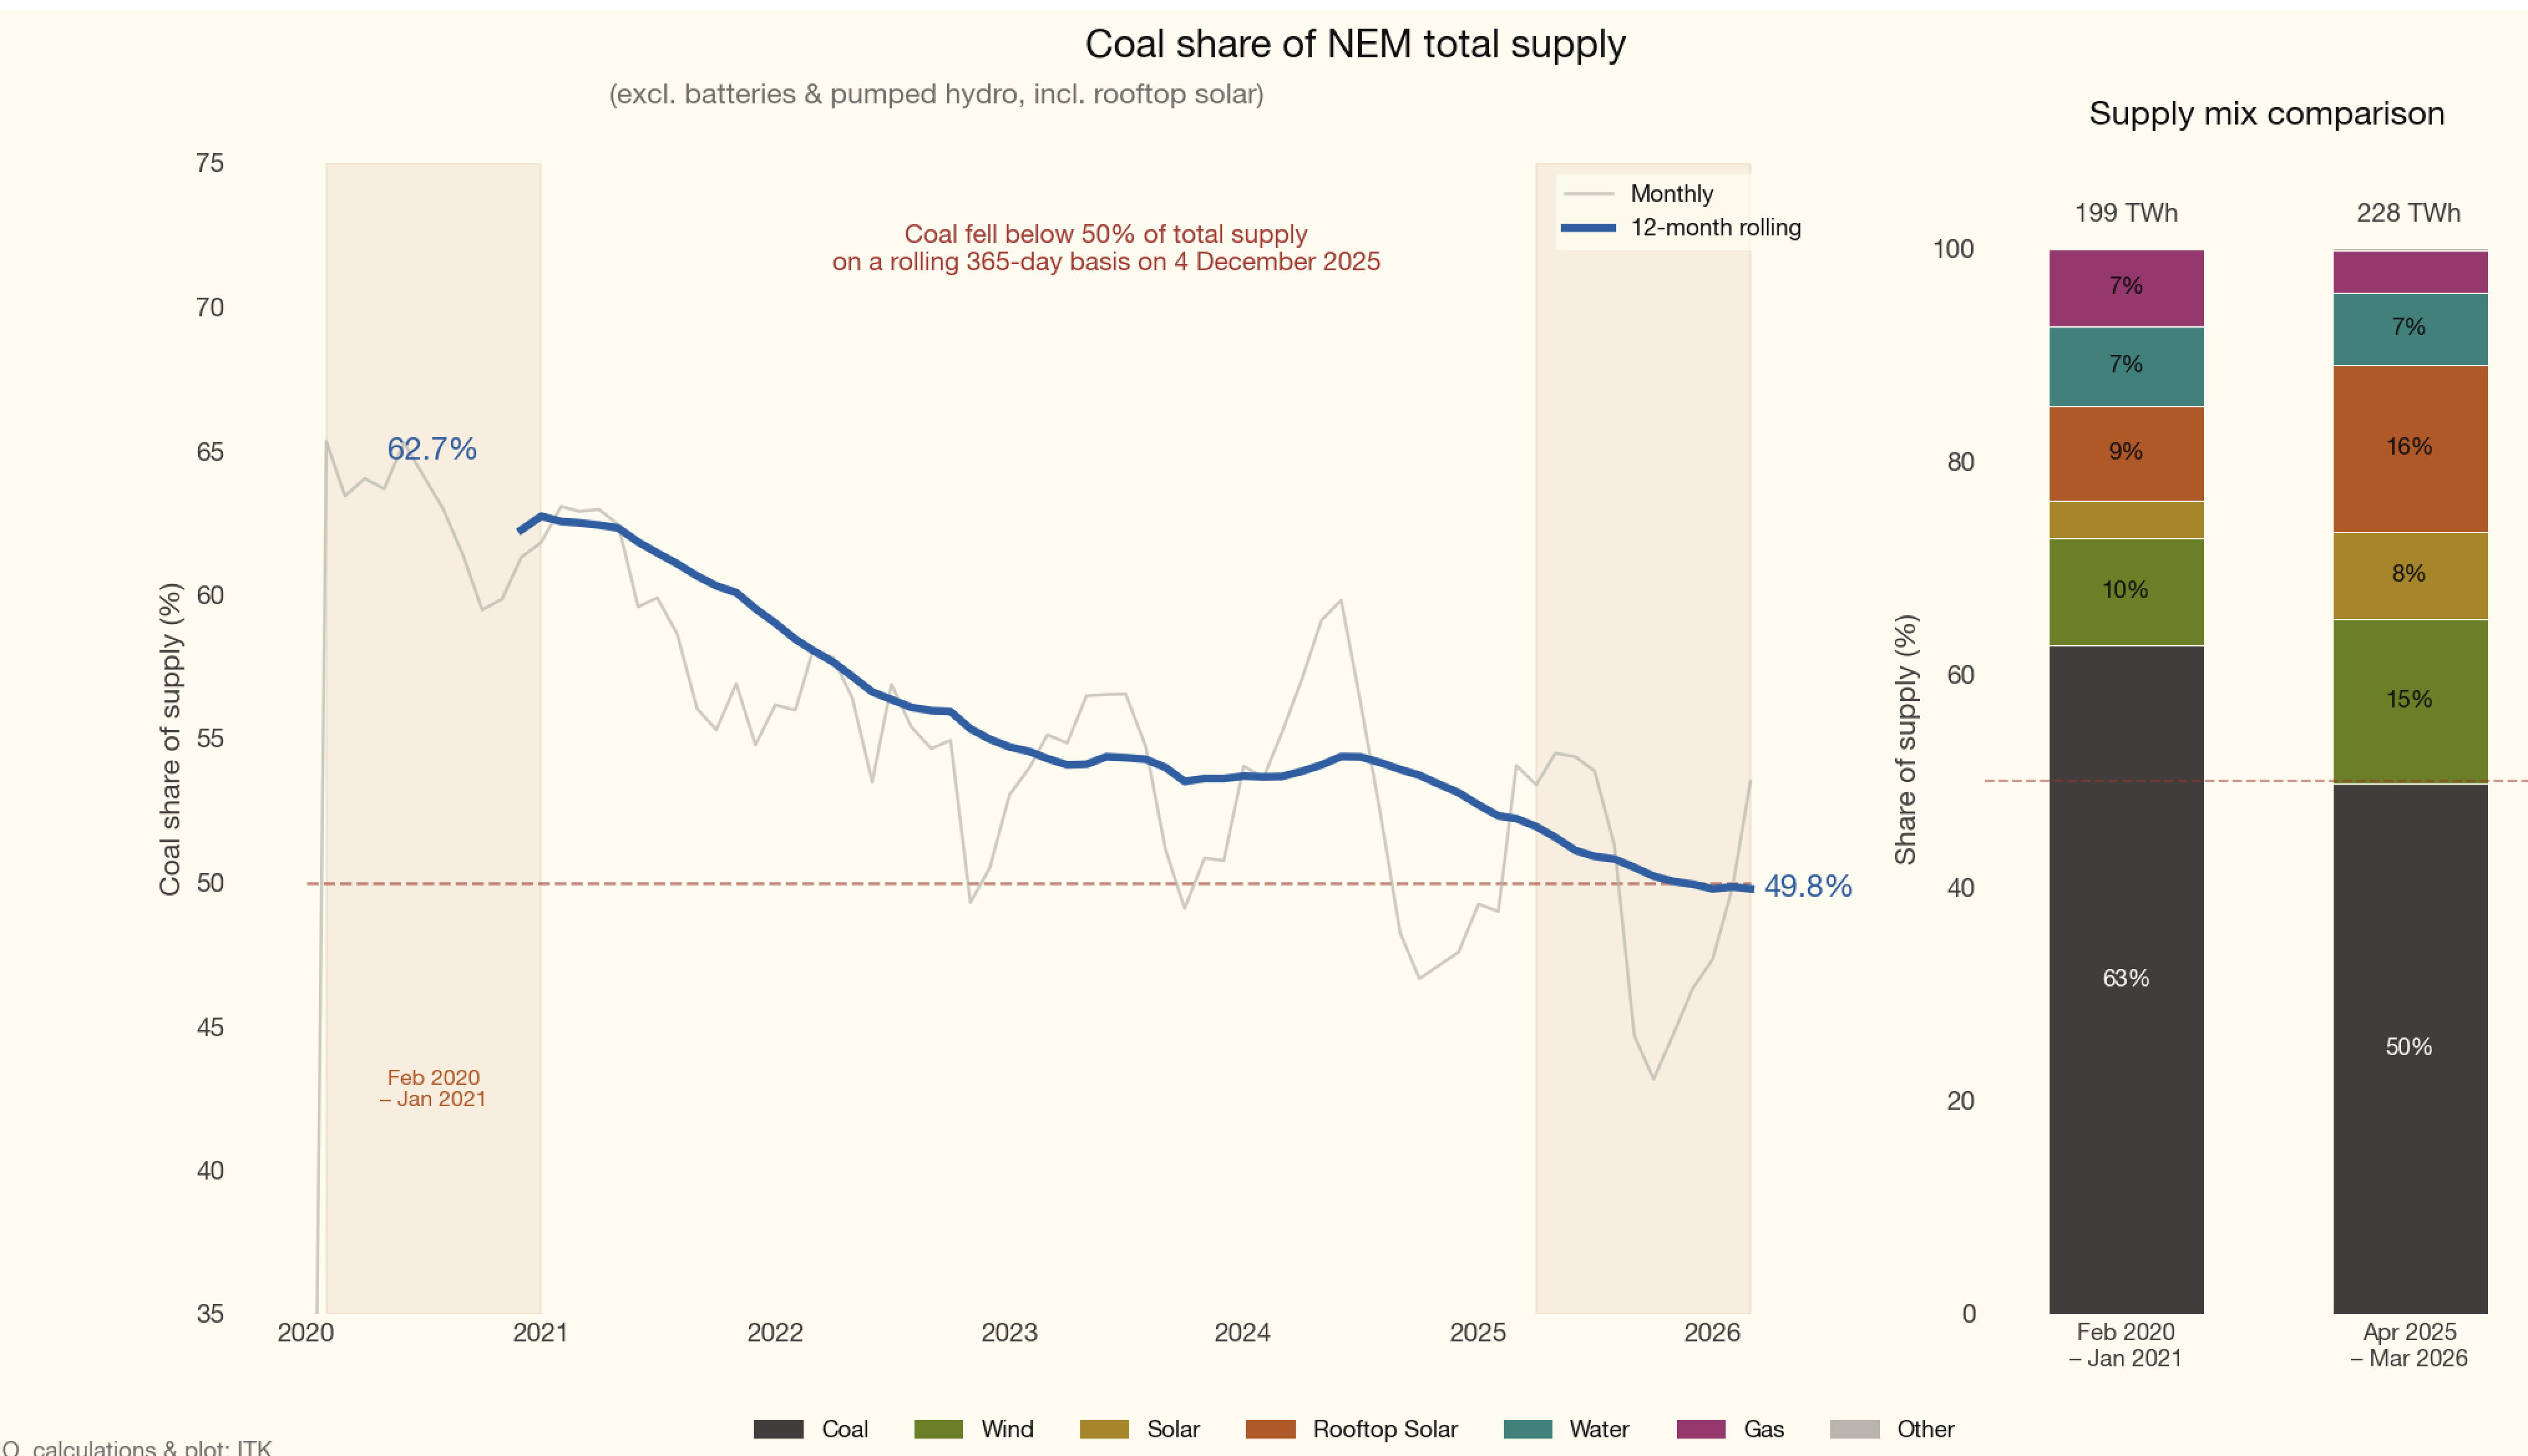 Coal share of NEM total supply
(excl. batteries & pumped hydro, incl. rooftop solar)
75
70
65
60
55
50
45
40
35
Coal share of supply (%)
Coal fell below 50% of total supply
on a rolling 365-day basis on 4 December 2025
Monthly
12-month rolling
62.7%
49.8%
Feb 2020
– Jan 2021
2020
2021
2022
2023
2024
2025
2026
Supply mix comparison
199 TWh
228 TWh
100
80
60
40
20
0
Share of supply (%)
7%
7%
9%
10%
63%
7%
16%
8%
15%
50%
Feb 2020
– Jan 2021
Apr 2025
– Mar 2026
Coal
Wind
Solar
Rooftop Solar
Water
Gas
Other
calculations & plot: ITK